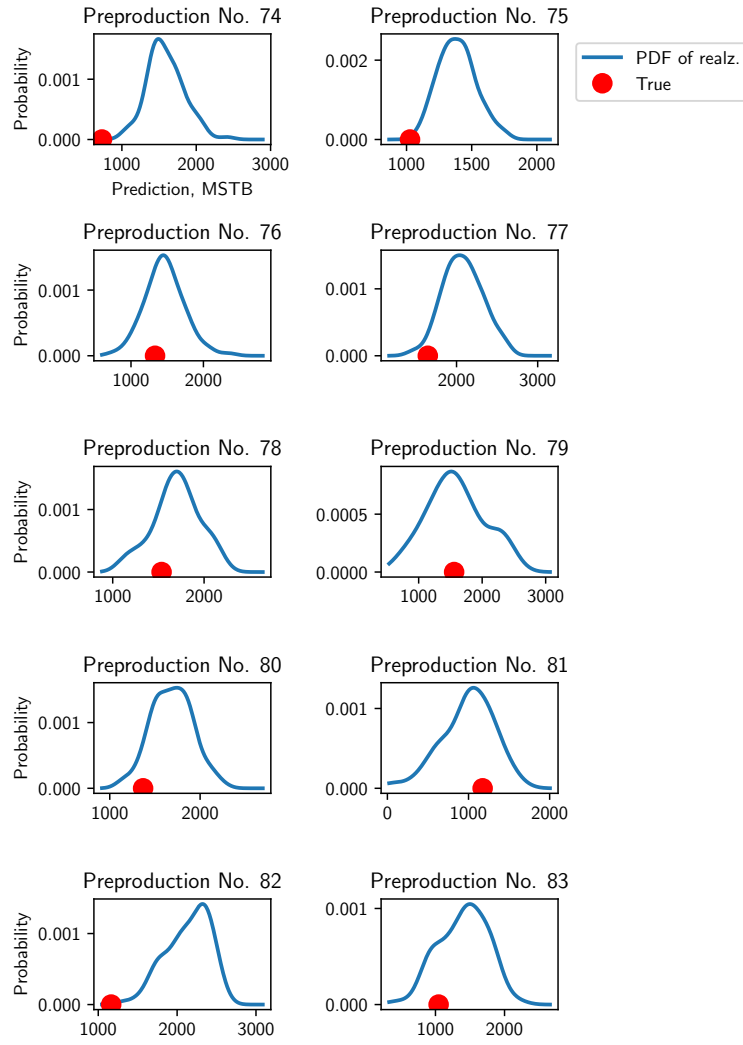 Preproduction No. 74
Probability
0.001
0.000
1000 2000 3000
Prediction, MSTB
Preproduction No. 75
0.002
0.000
1000 1500 2000
PDF of realz.
True
Preproduction No. 76
Probability
0.001
0.000
1000 2000
Preproduction No. 77
0.001
0.000
2000 3000
Preproduction No. 78
Probability
0.001
0.000
1000 2000
Preproduction No. 79
0.0005
0.0000
1000 2000 3000
Preproduction No. 80
Probability
0.001
0.000
1000 2000
Preproduction No. 81
0.001
0.000
0 1000 2000
Preproduction No. 82
Probability
0.001
0.000
1000 2000 3000
Preproduction No. 83
0.001
0.000
1000 2000